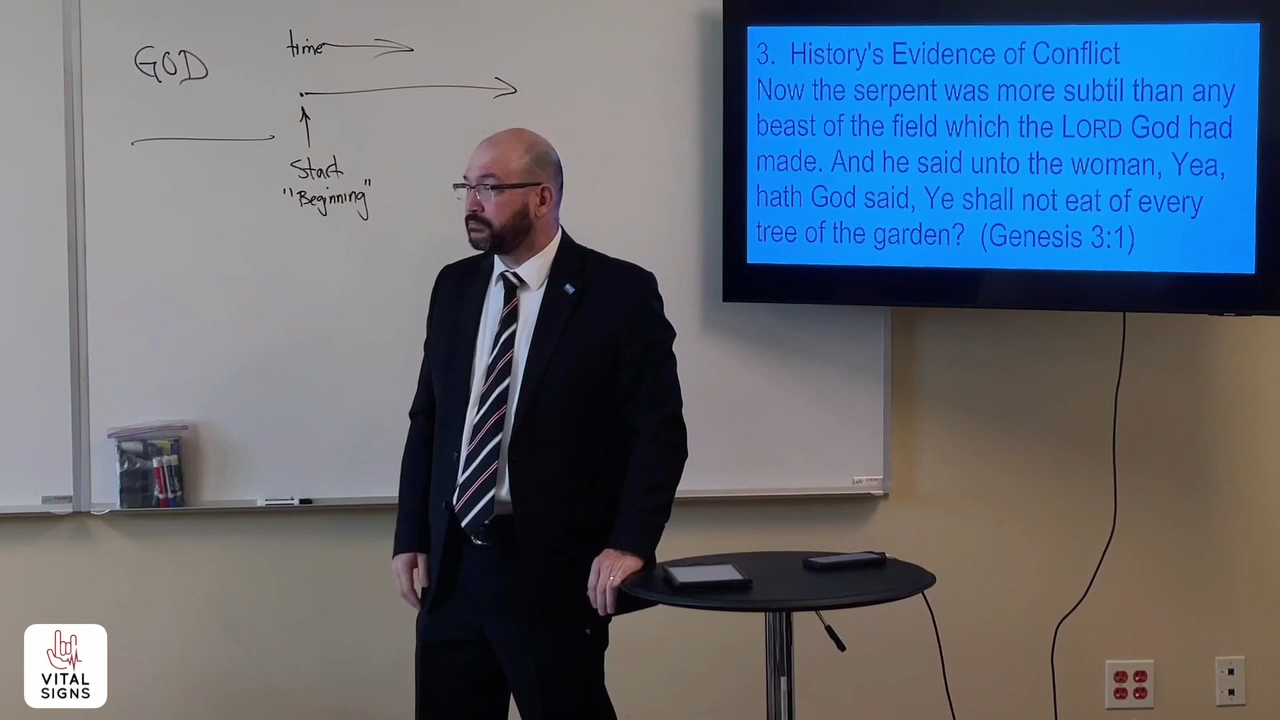 GOD
time
Start
"Beginning"
3. History's Evidence of Conflict
Now the serpent was more subtil than any
beast of the field which the LORD God had
made. And he said unto the woman, Yea,
hath God said, Ye shall not eat of every
tree of the garden? (Genesis 3:1)
VITAL
SIGNS